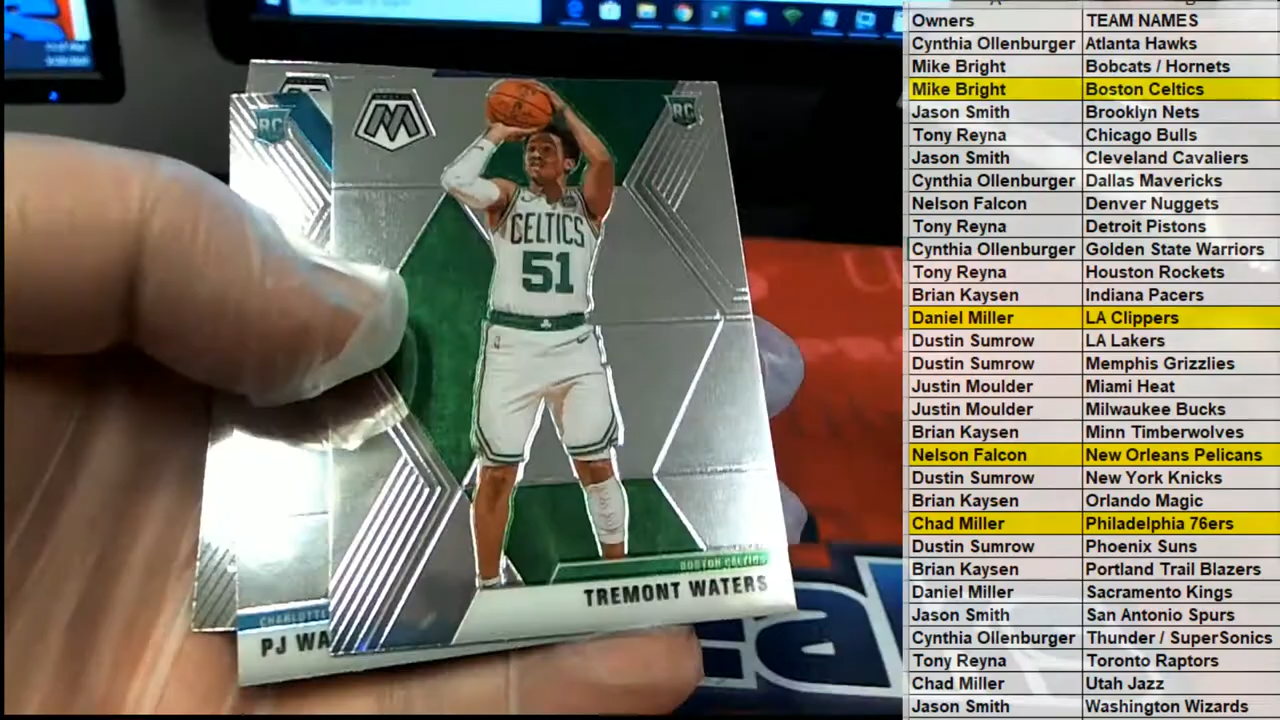 RC
RC
CELTICS
51
BOSTON CELTICS
TREMONT WATERS
CHARLOTTE
PJ WA
Owners TEAM NAMES
Cynthia Ollenburger Atlanta Hawks
Mike Bright Bobcats / Hornets
Mike Bright Boston Celtics
Jason Smith Brooklyn Nets
Tony Reyna Chicago Bulls
Jason Smith Cleveland Cavaliers
Cynthia Ollenburger Dallas Mavericks
Nelson Falcon Denver Nuggets
Tony Reyna Detroit Pistons
Cynthia Ollenburger Golden State Warriors
Tony Reyna Houston Rockets
Brian Kaysen Indiana Pacers
Daniel Miller LA Clippers
Dustin Sumrow LA Lakers
Dustin Sumrow Memphis Grizzlies
Justin Moulder Miami Heat
Justin Moulder Milwaukee Bucks
Brian Kaysen Minn Timberwolves
Nelson Falcon New Orleans Pelicans
Dustin Sumrow New York Knicks
Brian Kaysen Orlando Magic
Chad Miller Philadelphia 76ers
Dustin Sumrow Phoenix Suns
Brian Kaysen Portland Trail Blazers
Daniel Miller Sacramento Kings
Jason Smith San Antonio Spurs
Cynthia Ollenburger Thunder / SuperSonics
Tony Reyna Toronto Raptors
Chad Miller Utah Jazz
Jason Smith Washington Wizards